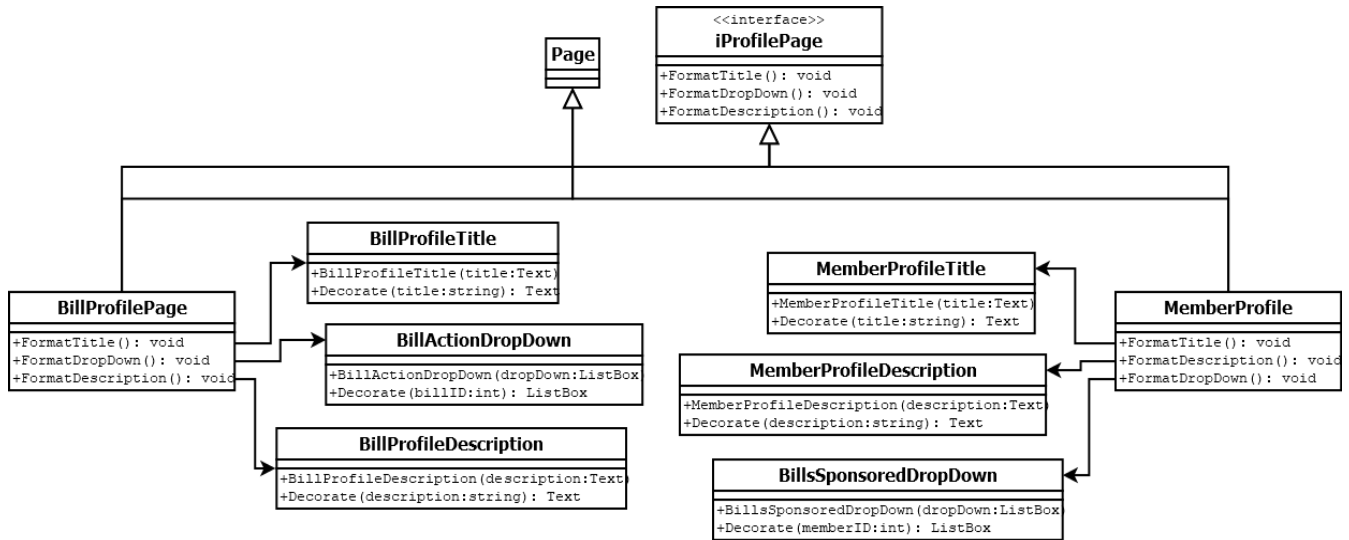 <<interface>>
iProfilePage
+FormatTitle(): void
+FormatDropDown(): void
+FormatDescription(): void
Page
BillProfileTitle
+BillProfileTitle(title:Text)
+Decorate(title:string): Text
MemberProfileTitle
+MemberProfileTitle(title:Text)
+Decorate(title:string): Text
BillProfilePage
+FormatTitle(): void
+FormatDropDown(): void
+FormatDescription(): void
MemberProfile
+FormatTitle(): void
+FormatDescription(): void
+FormatDropDown(): void
BillActionDropDown
+BillActionDropDown(dropDown:ListBox)
+Decorate(billID:int): ListBox
MemberProfileDescription
+MemberProfileDescription(description:Text)
+Decorate(description:string): Text
BillProfileDescription
+BillProfileDescription(description:Text)
+Decorate(description:string): Text
BillsSponsoredDropDown
+BillsSponsoredDropDown(dropDown:ListBox)
+Decorate(memberID:int): ListBox